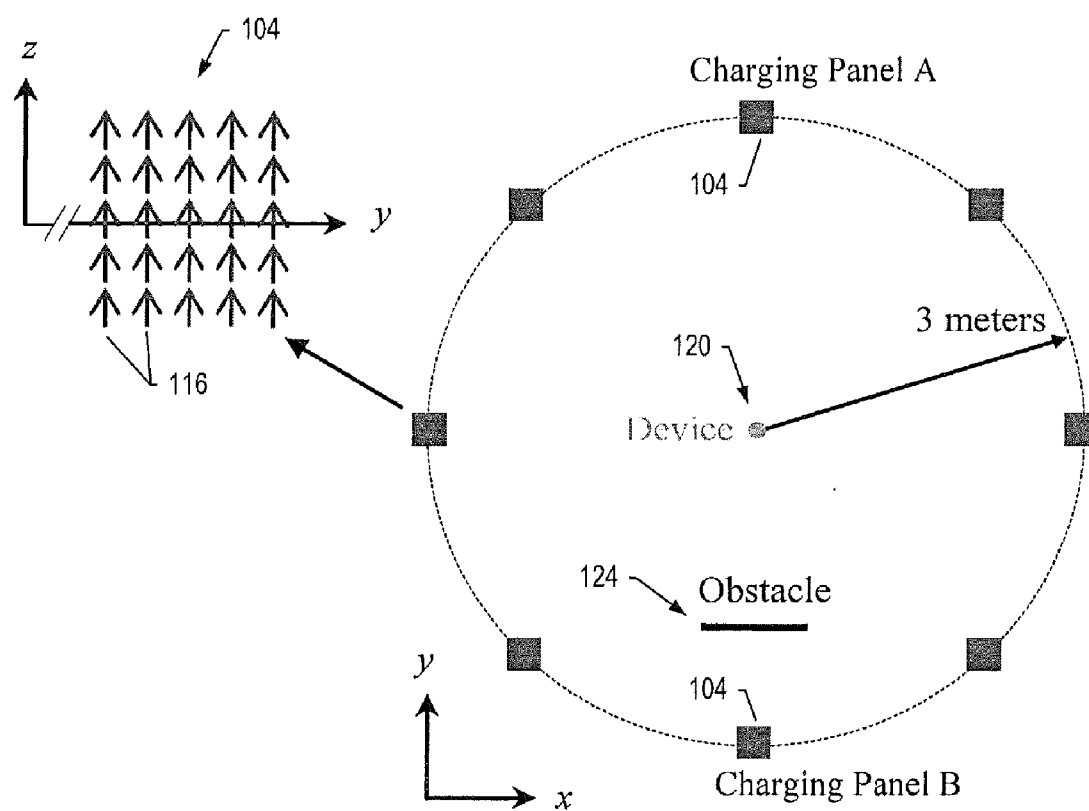 104
z
Charging Panel A
104
y
3 meters
120
116
Device
124
Obstacle
y
104
x
Charging Panel B